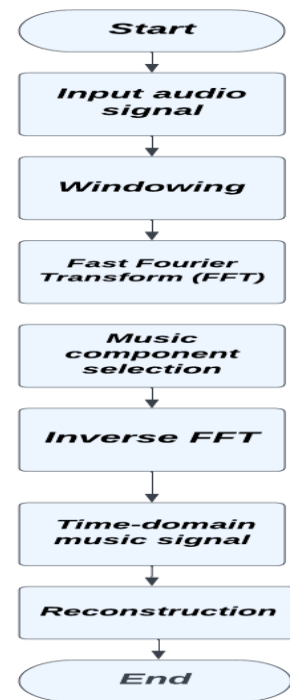 Start
Input audio
signal
Windowing
Fast Fourier
Transform (FFT)
Music
component
selection
Inverse FFT
Time-domain
music signal
Reconstruction
End